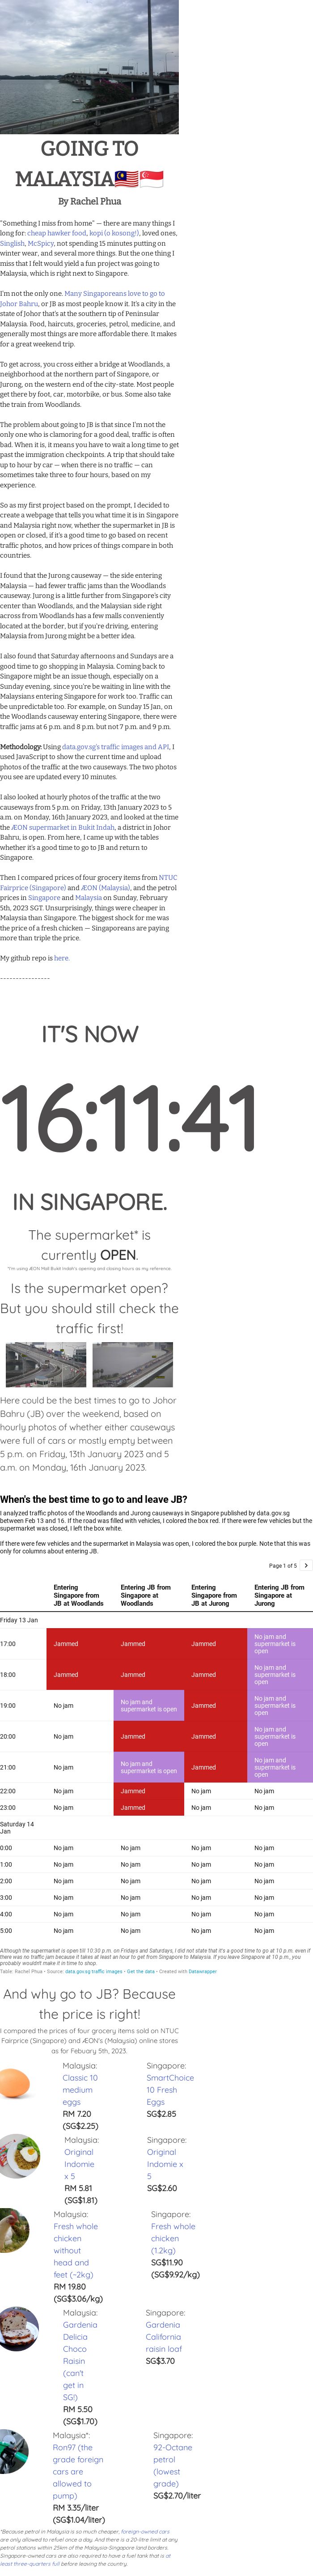 GOING TO
MALAYSIA🇲🇾🇸🇬
By Rachel Phua
"Something I miss from home" — there are many things I
long for: cheap hawker food, kopi (o kosong!), loved ones,
Singlish, McSpicy, not spending 15 minutes putting on
winter wear, and several more things. But the one thing I
miss that I felt would yield a fun project was going to
Malaysia, which is right next to Singapore.
I'm not the only one. Many Singaporeans love to go to
Johor Bahru, or JB as most people know it. It's a city in the
state of Johor that's at the southern tip of Peninsular
Malaysia. Food, haircuts, groceries, petrol, medicine, and
generally most things are more affordable there. It makes
for a great weekend trip.
To get across, you cross either a bridge at Woodlands, a
neighborhood at the northern part of Singapore, or
Jurong, on the western end of the city-state. Most people
get there by foot, car, motorbike, or bus. Some also take
the train from Woodlands.
The problem about going to JB is that since I'm not the
only one who is clamoring for a good deal, traffic is often
bad. When it is, it means you have to wait a long time to get
past the immigration checkpoints. A trip that should take
up to hour by car — when there is no traffic — can
sometimes take three to four hours, based on my
experience.
So as my first project based on the prompt, I decided to
create a webpage that tells you what time it is in Singapore
and Malaysia right now, whether the supermarket in JB is
open or closed, if it's a good time to go based on recent
traffic photos, and how prices of things compare in both
countries.
I found that the Jurong causeway — the side entering
Malaysia — had fewer traffic jams than the Woodlands
causeway. Jurong is a little further from Singapore's city
center than Woodlands, and the Malaysian side right
across from Woodlands has a few malls conveniently
located at the border, but if you're driving, entering
Malaysia from Jurong might be a better idea.
I also found that Saturday afternoons and Sundays are a
good time to go shopping in Malaysia. Coming back to
Singapore might be an issue though, especially on a
Sunday evening, since you're be waiting in line with the
Malaysians entering Singapore for work too. Traffic can
be unpredictable too. For example, on Sunday 15 Jan, on
the Woodlands causeway entering Singapore, there were
traffic jams at 6 p.m. and 8 p.m. but not 7 p.m. and 9 p.m.
Methodology: Using data.gov.sg's traffic images and API, I
used JavaScript to show the current time and upload
photos of the traffic at the two causeways. The two photos
you see are updated every 10 minutes.
I also looked at hourly photos of the traffic at the two
causeways from 5 p.m. on Friday, 13th January 2023 to 5
a.m. on Monday, 16th January 2023, and looked at the time
the ÆON supermarket in Bukit Indah, a district in Johor
Bahru, is open. From here, I came up with the tables
whether it's a good time to go to JB and return to
Singapore.
Then I compared prices of four grocery items from NTUC
Fairprice (Singapore) and ÆON (Malaysia), and the petrol
prices in Singapore and Malaysia on Sunday, February
5th, 2023 SGT. Unsurprisingly, things were cheaper in
Malaysia than Singapore. The biggest shock for me was
the price of a fresh chicken — Singaporeans are paying
more than triple the price.
My github repo is here.
----------------
IT'S NOW
16:11:41
IN SINGAPORE.
The supermarket* is
currently OPEN.
*I'm using ÆON Mall Bukit Indah's opening and closing hours as my reference.
Is the supermarket open?
But you should still check the
traffic first!
Here could be the best times to go to Johor
Bahru (JB) over the weekend, based on
hourly photos of whether either causeways
were full of cars or mostly empty between
5 p.m. on Friday, 13th January 2023 and 5
a.m. on Monday, 16th January 2023.
When's the best time to go to and leave JB?
I analyzed traffic photos of the Woodlands and Jurong causeways in Singapore published by data.gov.sg
between Feb 13 and 16. If the road was filled with vehicles, I colored the box red. If there were few vehicles but the
supermarket was closed, I left the box white.
If there were few vehicles and the supermarket in Malaysia was open, I colored the box purple. Note that this was
only for columns about entering JB.
Page 1 of 5 >
Entering Singapore from JB at Woodlands | Entering JB from Singapore at Woodlands | Entering Singapore from JB at Jurong | Entering JB from Singapore at Jurong
Friday 13 Jan
17:00 Jammed Jammed Jammed No jam and supermarket is open
18:00 Jammed Jammed Jammed No jam and supermarket is open
19:00 No jam No jam and supermarket is open Jammed No jam and supermarket is open
20:00 No jam Jammed Jammed No jam and supermarket is open
21:00 No jam No jam and supermarket is open Jammed No jam and supermarket is open
22:00 No jam Jammed No jam No jam
23:00 No jam Jammed No jam No jam
Saturday 14
Jan
0:00 No jam No jam No jam No jam
1:00 No jam No jam No jam No jam
2:00 No jam No jam No jam No jam
3:00 No jam No jam No jam No jam
4:00 No jam No jam No jam No jam
5:00 No jam No jam No jam No jam
Although the supermarket is open till 10:30 p.m. on Fridays and Saturdays, I did not state that it's a good time to go at 10 p.m. even if
there was no traffic jam because it takes at least an hour to get from Singapore to Malaysia. If you leave Singapore at 10 p.m., you
probably wouldn't make it in time to shop.
Table: Rachel Phua • Source: data.gov.sg traffic images • Get the data • Created with Datawrapper
And why go to JB? Because
the price is right!
I compared the prices of four grocery items sold on NTUC
Fairprice (Singapore) and ÆON's (Malaysia) online stores
as for Febuary 5th, 2023.
Malaysia:
Classic 10
medium
eggs
RM 7.20
(SG$2.25)
Singapore:
SmartChoice
10 Fresh
Eggs
SG$2.85
Malaysia:
Original
Indomie
x 5
RM 5.81
(SG$1.81)
Singapore:
Original
Indomie x
5
SG$2.60
Malaysia:
Fresh whole
chicken
without
head and
feet (~2kg)
RM 19.80
(SG$3.06/kg)
Singapore:
Fresh whole
chicken
(1.2kg)
SG$11.90
(SG$9.92/kg)
Malaysia:
Gardenia
Delicia
Choco
Raisin
(can't
get in
SG!)
RM 5.50
(SG$1.70)
Singapore:
Gardenia
California
raisin loaf
SG$3.70
Malaysia*:
Ron97 (the
grade foreign
cars are
allowed to
pump)
RM 3.35/liter
(SG$1.04/liter)
Singapore:
92-Octane
petrol
(lowest
grade)
SG$2.70/liter
*Because petrol in Malaysia is so much cheaper, foreign-owned cars
are only allowed to refuel once a day. And there is a 20-litre limit at any
petrol stations within 25km of the Malaysia-Singapore land borders.
Singapore-owned cars are also required to have a fuel tank that is at
least three-quarters full before leaving the country.